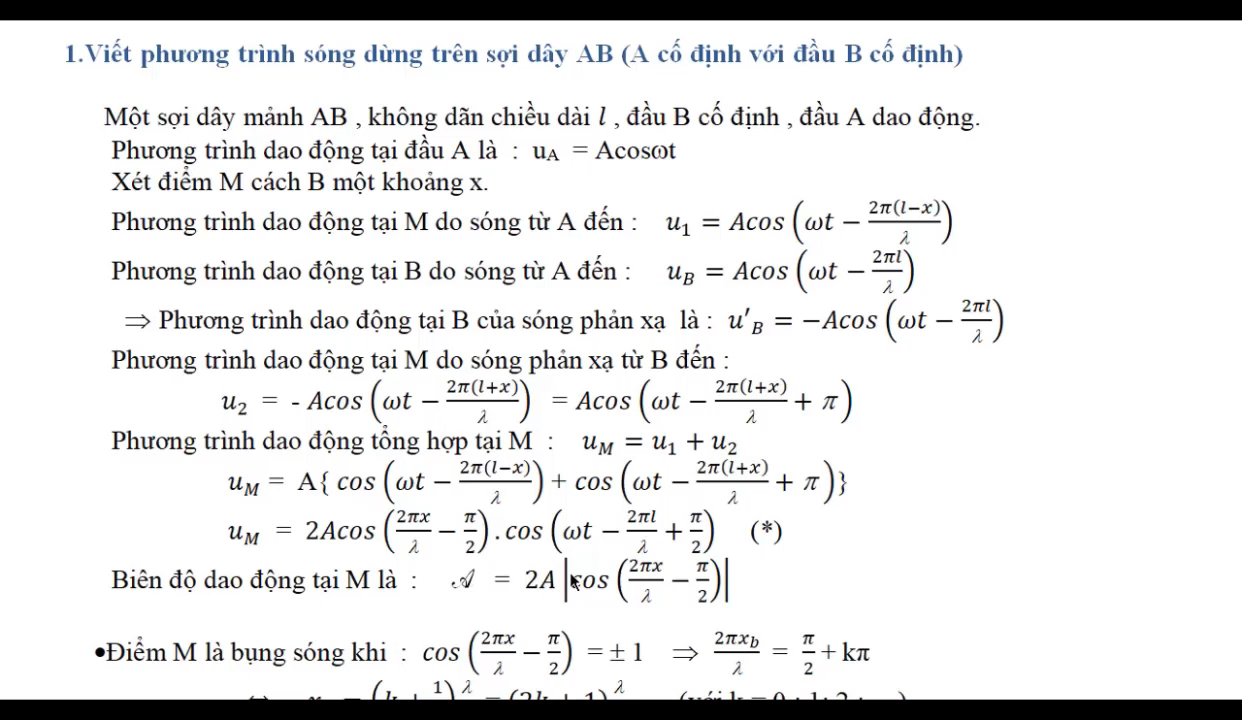 1.Viết phương trình sóng dừng trên sợi dây AB (A cố định với đầu B cố định)
Một sợi dây mảnh AB , không dãn chiều dài l , đầu B cố định , đầu A dao động.
Phương trình dao động tại đầu A là : u_A = Acosωt
Xét điểm M cách B một khoảng x.
Phương trình dao động tại M do sóng từ A đến : u₁ = Acos(ωt − 2π(l−x)/λ)
Phương trình dao động tại B do sóng từ A đến : u_B = Acos(ωt − 2πl/λ)
⇒ Phương trình dao động tại B của sóng phản xạ là : u'_B = −Acos(ωt − 2πl/λ)
Phương trình dao động tại M do sóng phản xạ từ B đến :
u₂ = - Acos(ωt − 2π(l+x)/λ) = Acos(ωt − 2π(l+x)/λ + π)
Phương trình dao động tổng hợp tại M : u_M = u₁ + u₂
u_M = A{ cos(ωt − 2π(l−x)/λ) + cos(ωt − 2π(l+x)/λ + π)}
u_M = 2Acos(2πx/λ − π/2).cos(ωt − 2πl/λ + π/2) (*)
Biên độ dao động tại M là : 𝒜 = 2A |cos(2πx/λ − π/2)|
•Điểm M là bụng sóng khi : cos(2πx/λ − π/2) = ± 1 ⇒ 2πx_b/λ = π/2 + kπ